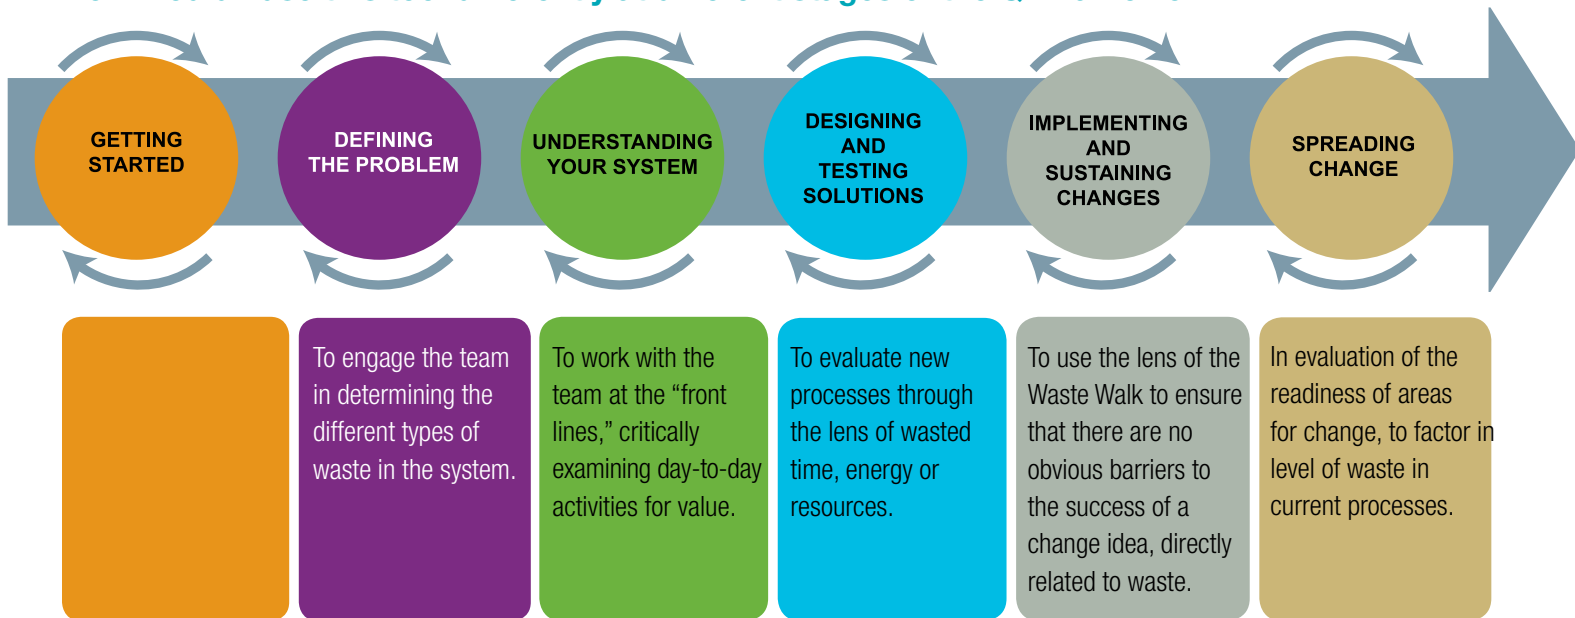 GETTING
STARTED
DEFINING
THE PROBLEM
UNDERSTANDING
YOUR SYSTEM
DESIGNING
AND
TESTING
SOLUTIONS
IMPLEMENTING
AND
SUSTAINING
CHANGES
SPREADING
CHANGE
To engage the team
in determining the
different types of
waste in the system.
To work with the
team at the “front
lines,” critically
examining day-to-day
activities for value.
To evaluate new
processes through
the lens of wasted
time, energy or
resources.
To use the lens of the
Waste Walk to ensure
that there are no
obvious barriers to
the success of a
change idea, directly
related to waste.
In evaluation of the
readiness of areas
for change, to factor in
level of waste in
current processes.